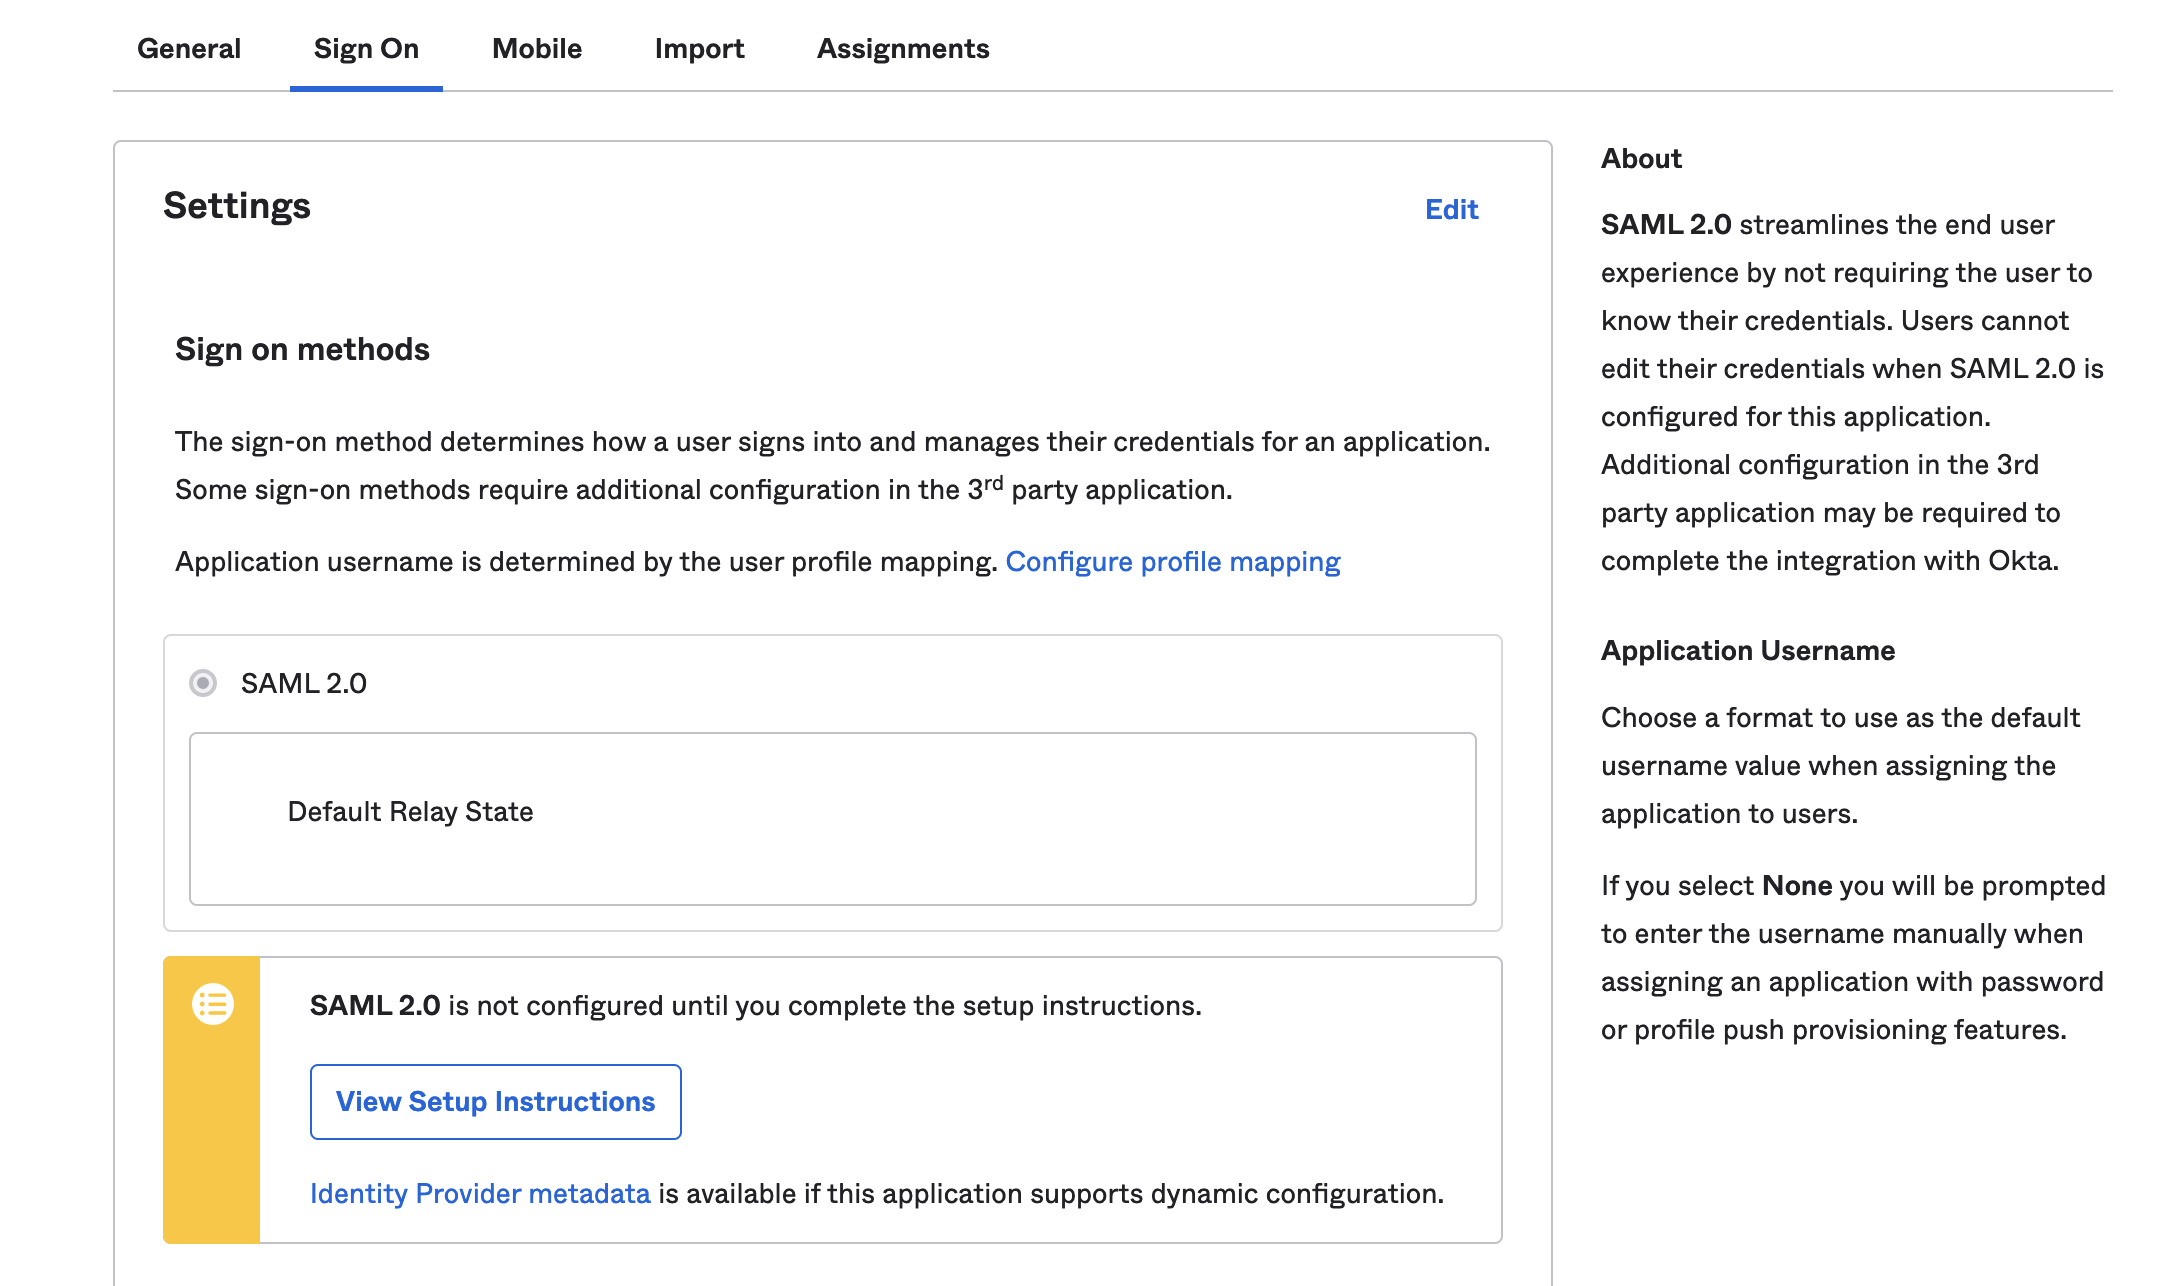 General
Sign On
Mobile
Import
Assignments
Settings
Edit
Sign on methods
The sign-on method determines how a user signs into and manages their credentials for an application.
Some sign-on methods require additional configuration in the 3rd party application.
Application username is determined by the user profile mapping. Configure profile mapping
SAML 2.0
Default Relay State
SAML 2.0 is not configured until you complete the setup instructions.
View Setup Instructions
Identity Provider metadata is available if this application supports dynamic configuration.
About
SAML 2.0 streamlines the end user
experience by not requiring the user to
know their credentials. Users cannot
edit their credentials when SAML 2.0 is
configured for this application.
Additional configuration in the 3rd
party application may be required to
complete the integration with Okta.
Application Username
Choose a format to use as the default
username value when assigning the
application to users.
If you select None you will be prompted
to enter the username manually when
assigning an application with password
or profile push provisioning features.